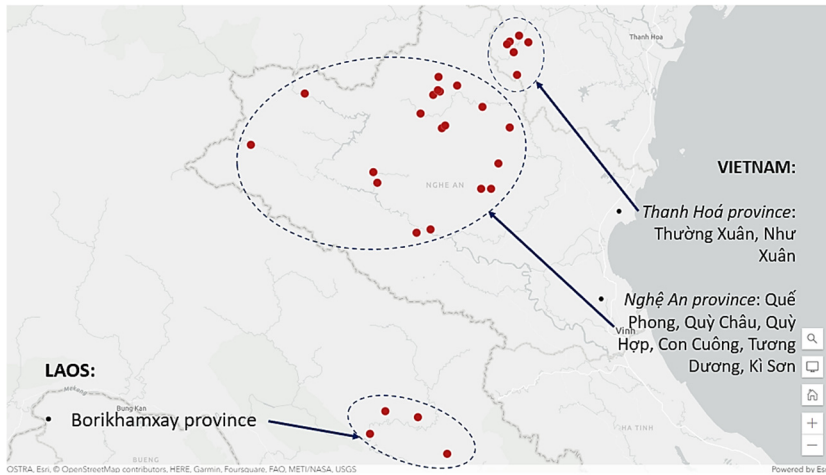 Thanh Hoa
NGHE AN
VIETNAM:
• Thanh Hoá province:
Thường Xuân, Như
Xuân
• Nghệ An province: Quế
Phong, Quỳ Châu, Quỳ
Hợp, Con Cuông, Tương
Dương, Kì Sơn
Vinh
LAOS:
Bung Kan
• Borikhamxay province
BUENG
HA TINH
OSTRA, Esri, © OpenStreetMap contributors, HERE, Garmin, Foursquare, FAO, METI/NASA, USGS
Powered by Es